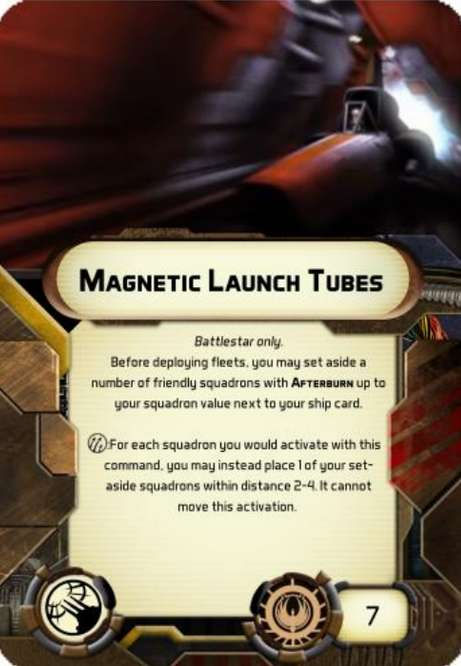 Magnetic Launch Tubes
Battlestar only.
Before deploying fleets, you may set aside a
number of friendly squadrons with Afterburn up to
your squadron value next to your ship card.
:For each squadron you would activate with this
command, you may instead place 1 of your set-
aside squadrons within distance 2-4. It cannot
move this activation.
7